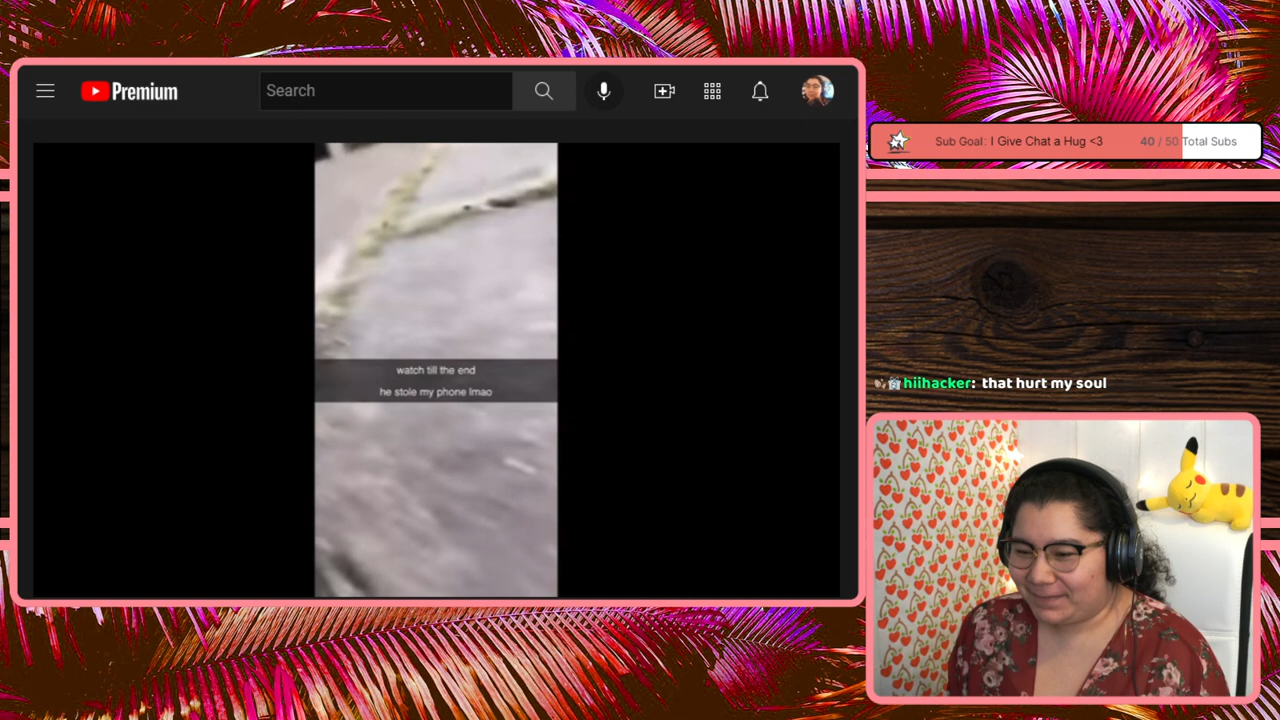 Premium
Search
Sub Goal: I Give Chat a Hug <3 40 / 50 Total Subs
watch till the end
he stole my phone lmao
hiihacker: that hurt my soul